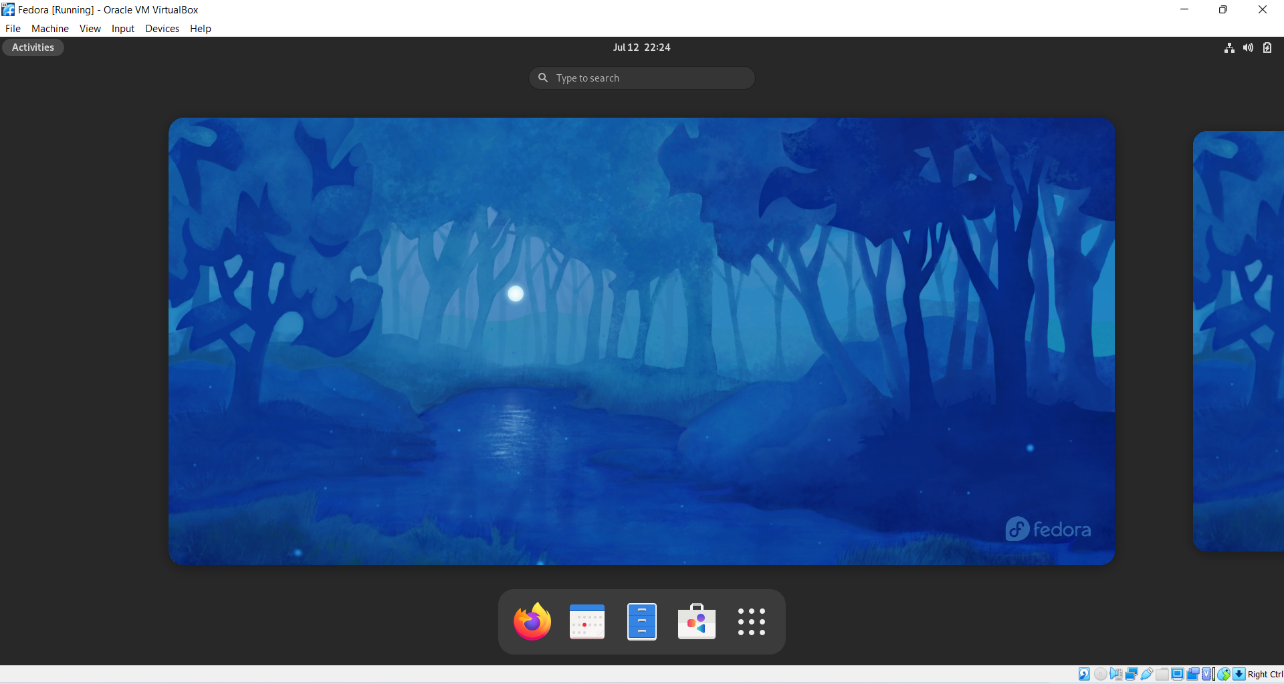 Fedora [Running] - Oracle VM VirtualBox
File Machine View Input Devices Help
Activities
Jul 12 22:24
Type to search
fedora
Right Ctrl